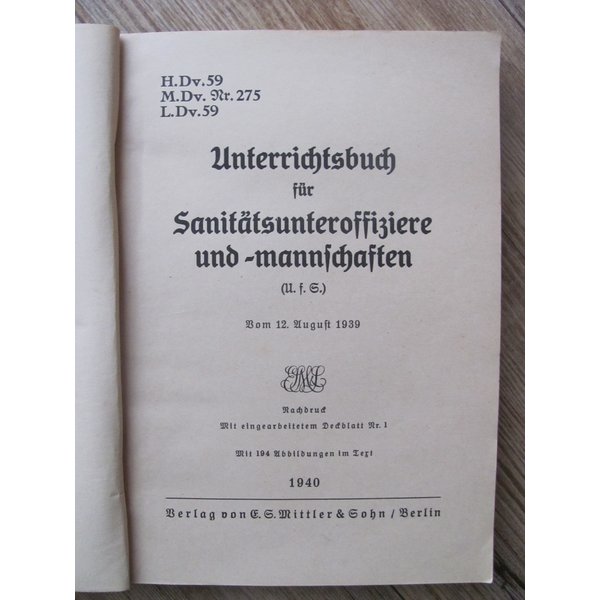 H.Dv.59
M.Dv. Nr.275
L.Dv.59
Unterrichtsbuch
für
Sanitätsunteroffiziere
und -mannschaften
(U. f. S.)
Vom 12. August 1939
Nachdruck
Mit eingearbeitetem Deckblatt Nr. 1
Mit 194 Abbildungen im Text
1940
Verlag von E. S. Mittler & Sohn / Berlin